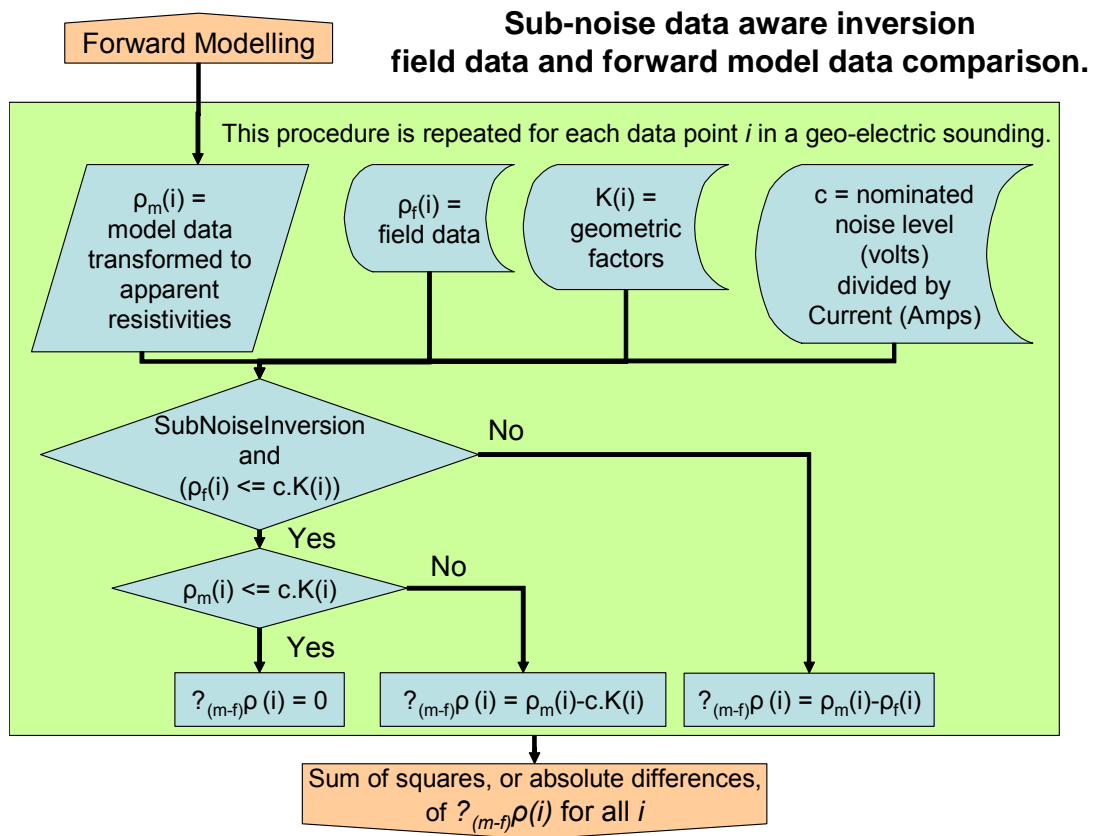 Forward Modelling
Sub-noise data aware inversion
field data and forward model data comparison.
This procedure is repeated for each data point i in a geo-electric sounding.
ρm(i) =
model data
transformed to
apparent
resistivities
ρf(i) =
field data
K(i) =
geometric
factors
c = nominated
noise level
(volts)
divided by
Current (Amps)
SubNoiseInversion
and
(ρf(i) <= c.K(i))
No
Yes
ρm(i) <= c.K(i)
No
Yes
?(m-f)ρ (i) = 0
?(m-f)ρ (i) = ρm(i)-c.K(i)
?(m-f)ρ (i) = ρm(i)-ρf(i)
Sum of squares, or absolute differences,
of ?(m-f)ρ(i) for all i